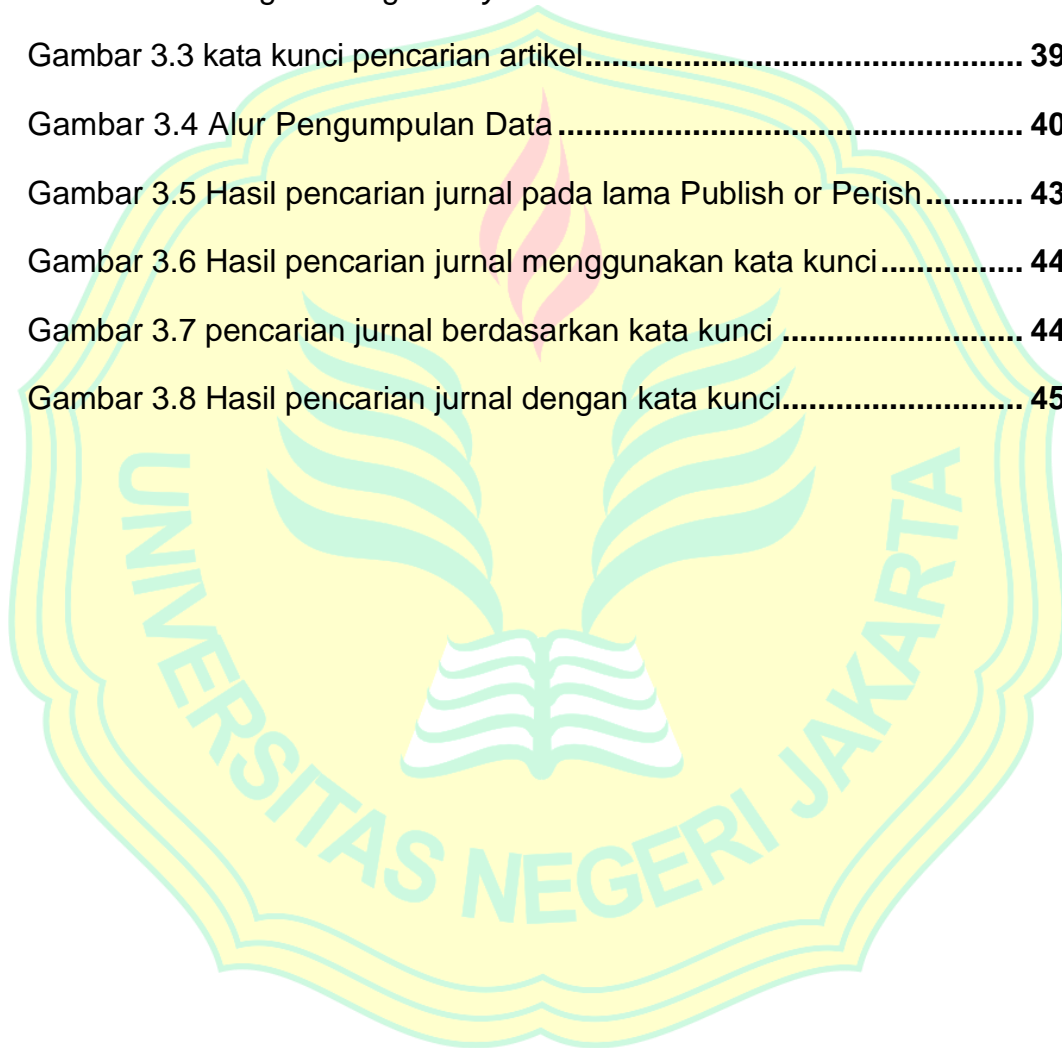 Gambar 3.3 kata kunci pencarian artikel.................................................. 39
Gambar 3.4 Alur Pengumpulan Data..................................................... 40
Gambar 3.5 Hasil pencarian jurnal pada lama Publish or Perish........... 43
Gambar 3.6 Hasil pencarian jurnal menggunakan kata kunci................ 44
Gambar 3.7 pencarian jurnal berdasarkan kata kunci ........................... 44
Gambar 3.8 Hasil pencarian jurnal dengan kata kunci........................... 45
UNIVERSITAS NEGERI JAKARTA